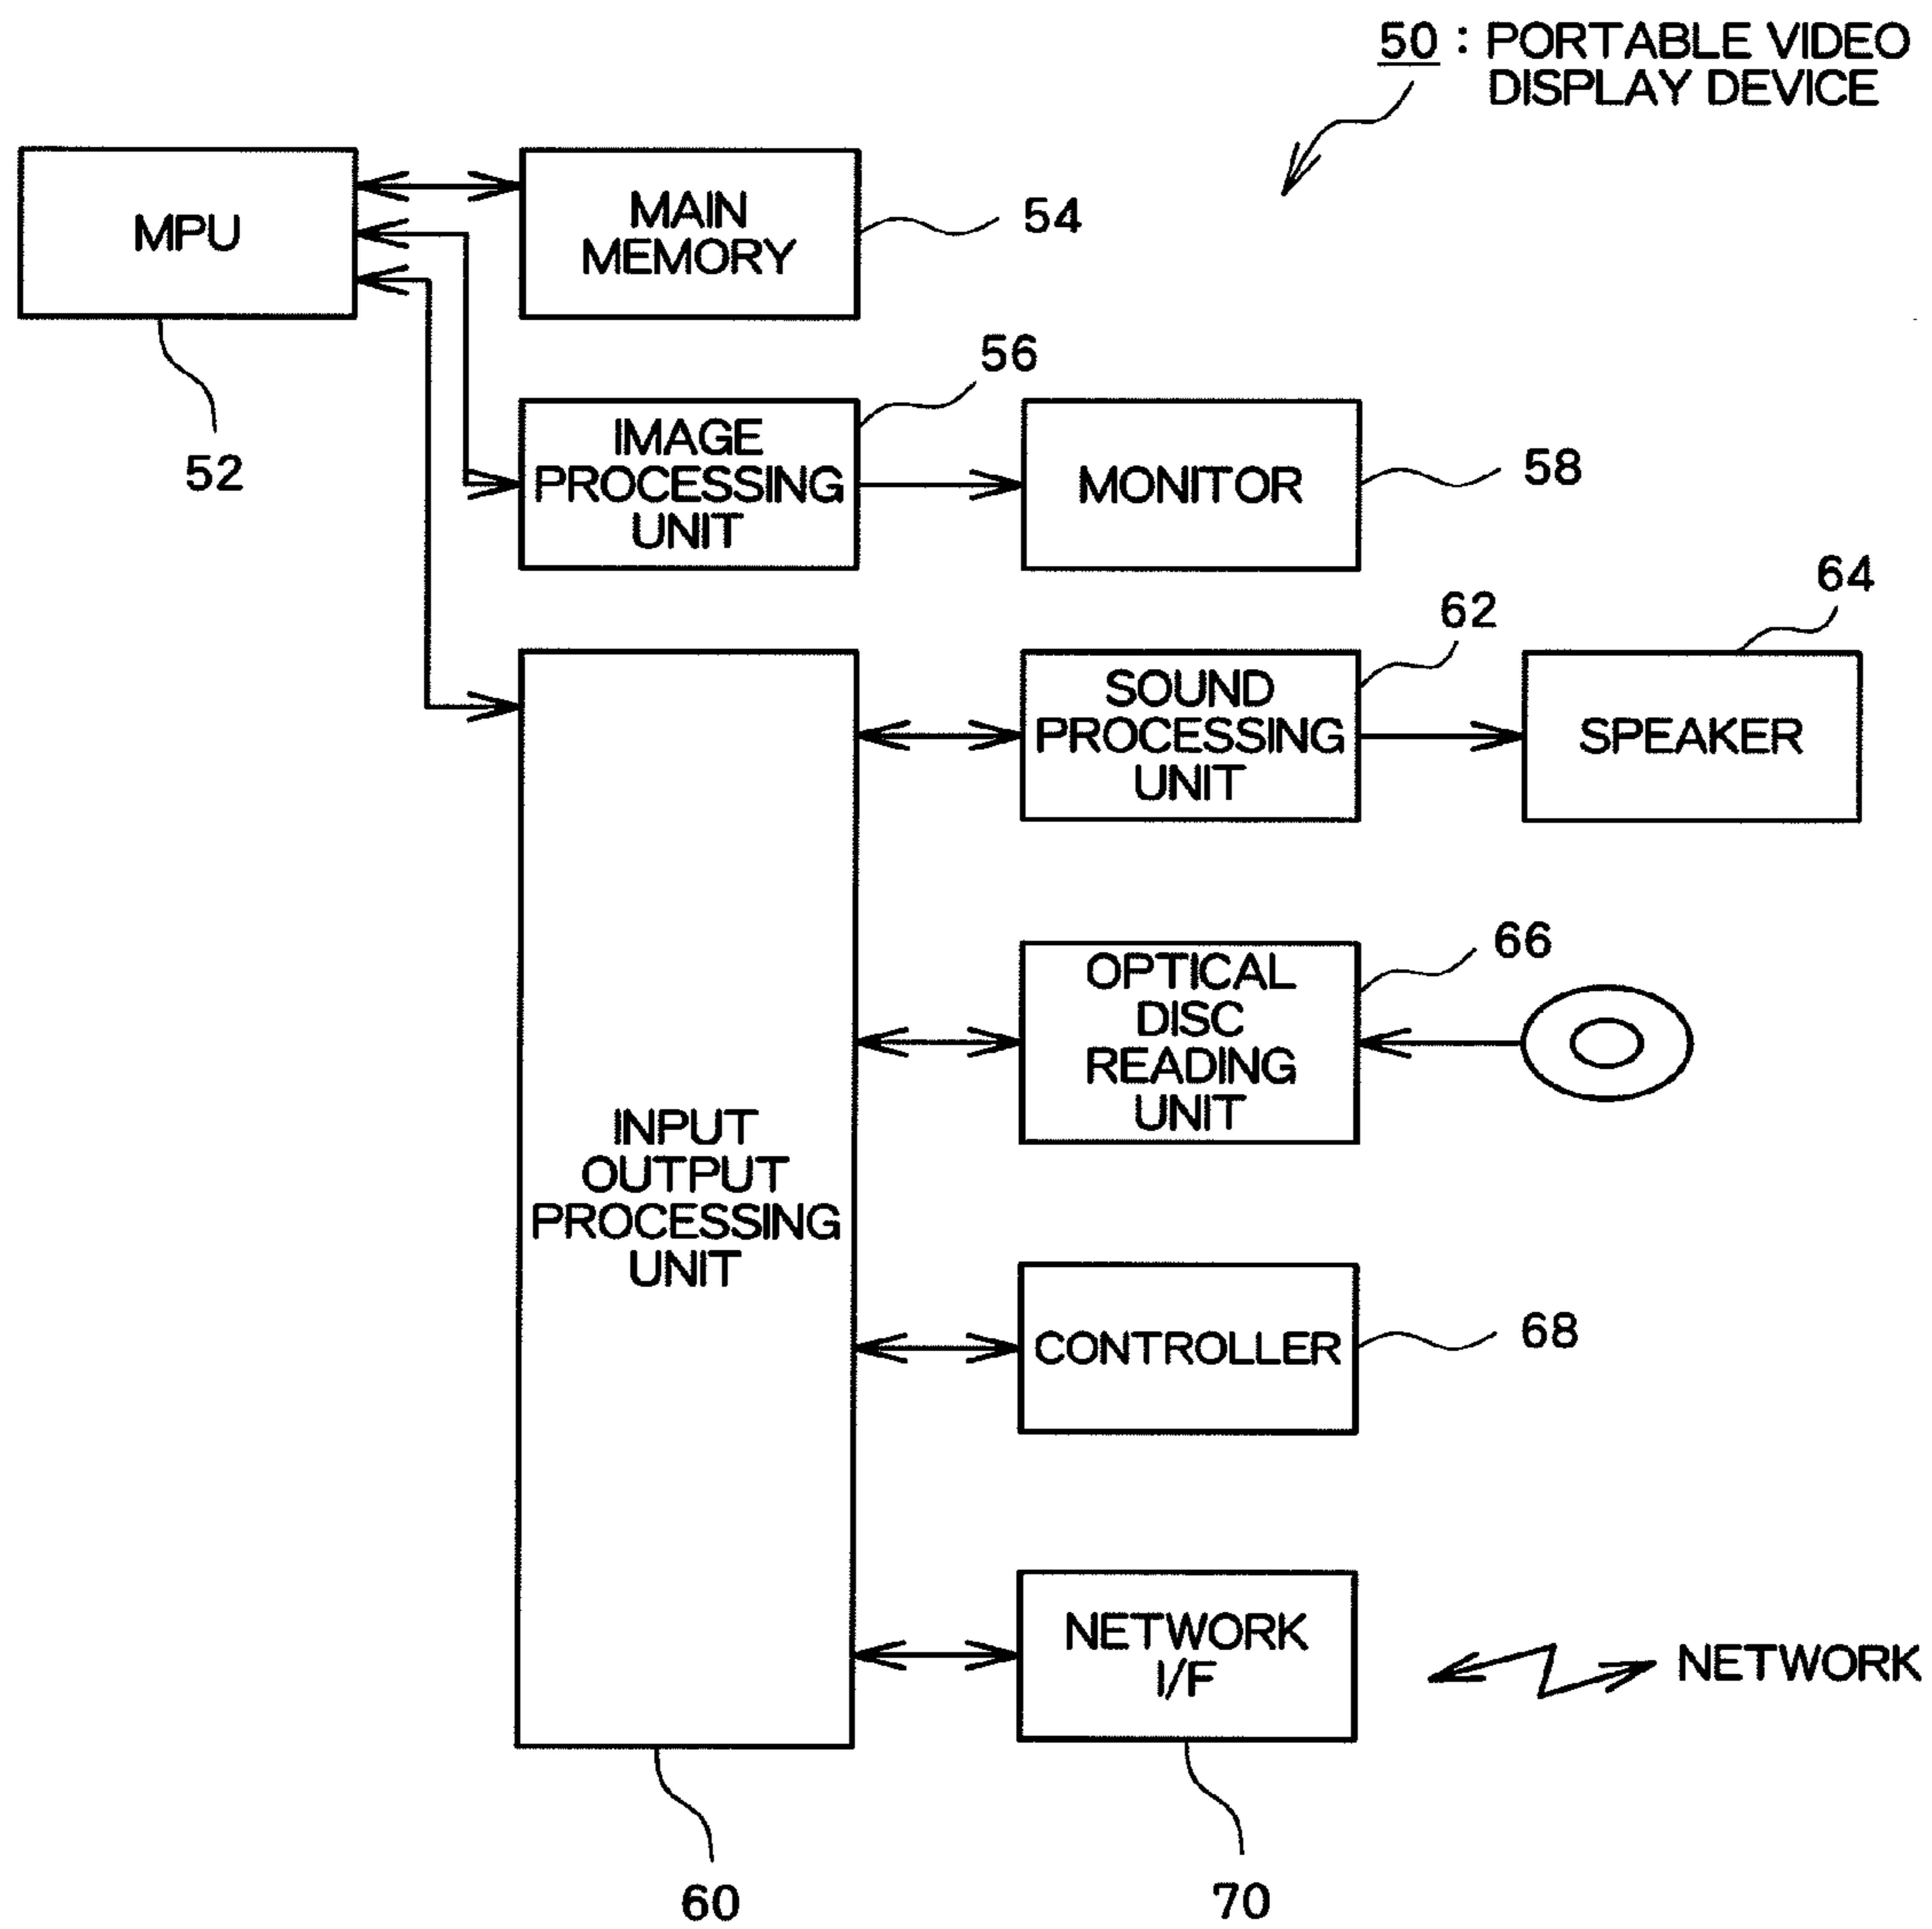 50 : PORTABLE VIDEO
DISPLAY DEVICE
MPU
52
MAIN
MEMORY
54
56
IMAGE
PROCESSING
UNIT
MONITOR
58
62
64
SOUND
PROCESSING
UNIT
SPEAKER
66
OPTICAL
DISC
READING
UNIT
INPUT
OUTPUT
PROCESSING
UNIT
CONTROLLER
68
NETWORK
I/F
NETWORK
60
70